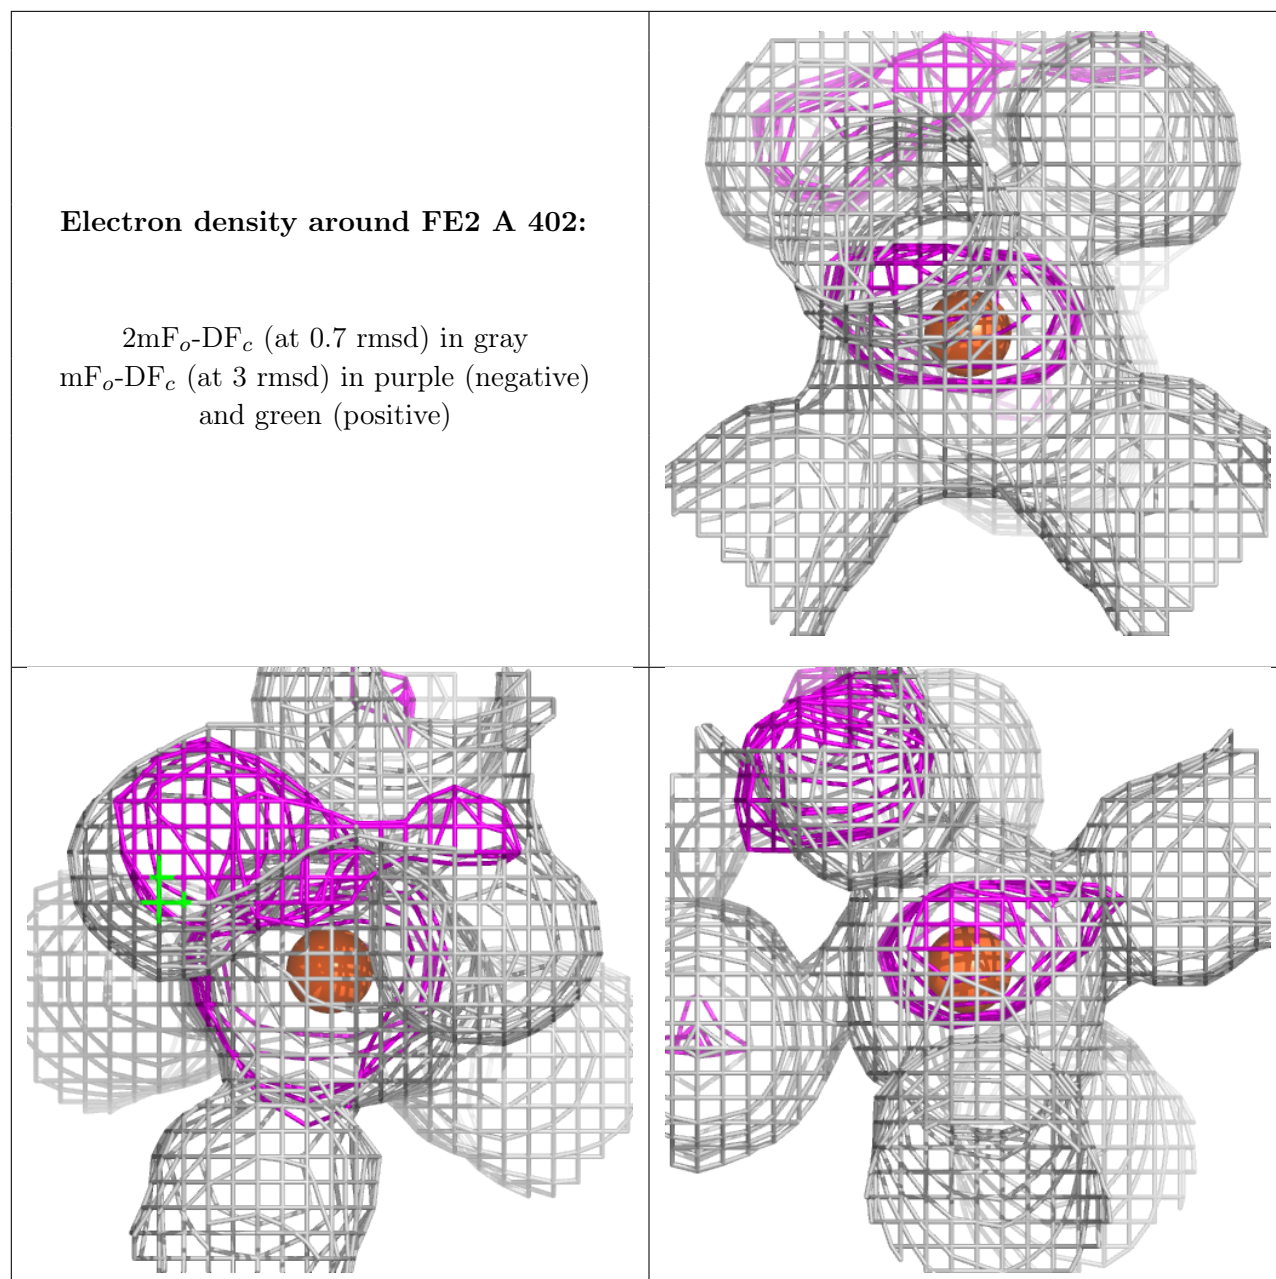 Electron density around FE2 A 402:
2mFo-DFc (at 0.7 rmsd) in gray
mFo-DFc (at 3 rmsd) in purple (negative)
and green (positive)